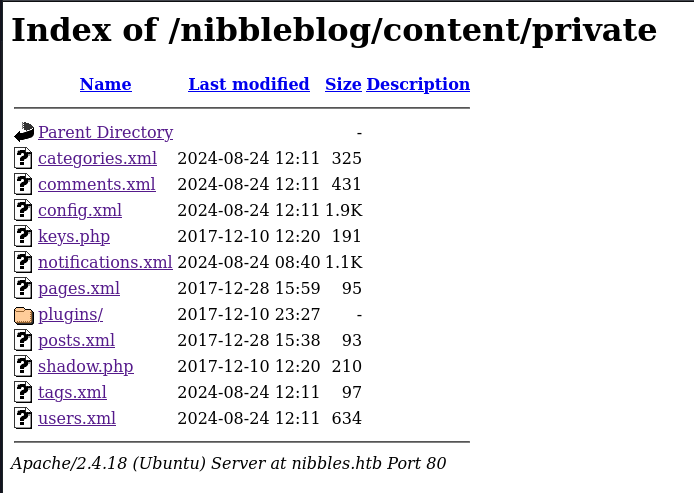 Index of /nibbleblog/content/private
Name Last modified Size Description
Parent Directory -
categories.xml 2024-08-24 12:11 325
comments.xml 2024-08-24 12:11 431
config.xml 2024-08-24 12:11 1.9K
keys.php 2017-12-10 12:20 191
notifications.xml 2024-08-24 08:40 1.1K
pages.xml 2017-12-28 15:59 95
plugins/ 2017-12-10 23:27 -
posts.xml 2017-12-28 15:38 93
shadow.php 2017-12-10 12:20 210
tags.xml 2024-08-24 12:11 97
users.xml 2024-08-24 12:11 634
Apache/2.4.18 (Ubuntu) Server at nibbles.htb Port 80